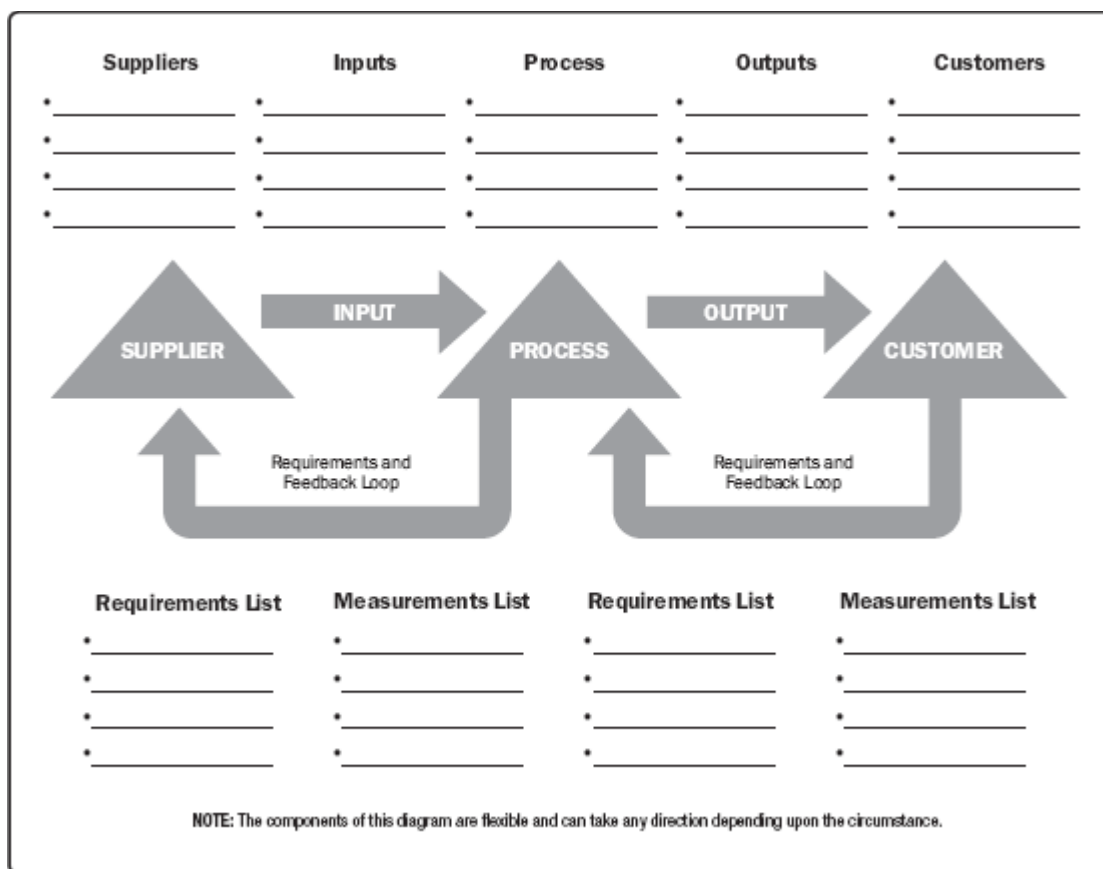 Suppliers Inputs Process Outputs Customers
INPUT OUTPUT
SUPPLIER PROCESS CUSTOMER
Requirements and
Feedback Loop
Requirements and
Feedback Loop
Requirements List Measurements List Requirements List Measurements List
NOTE: The components of this diagram are flexible and can take any direction depending upon the circumstance.